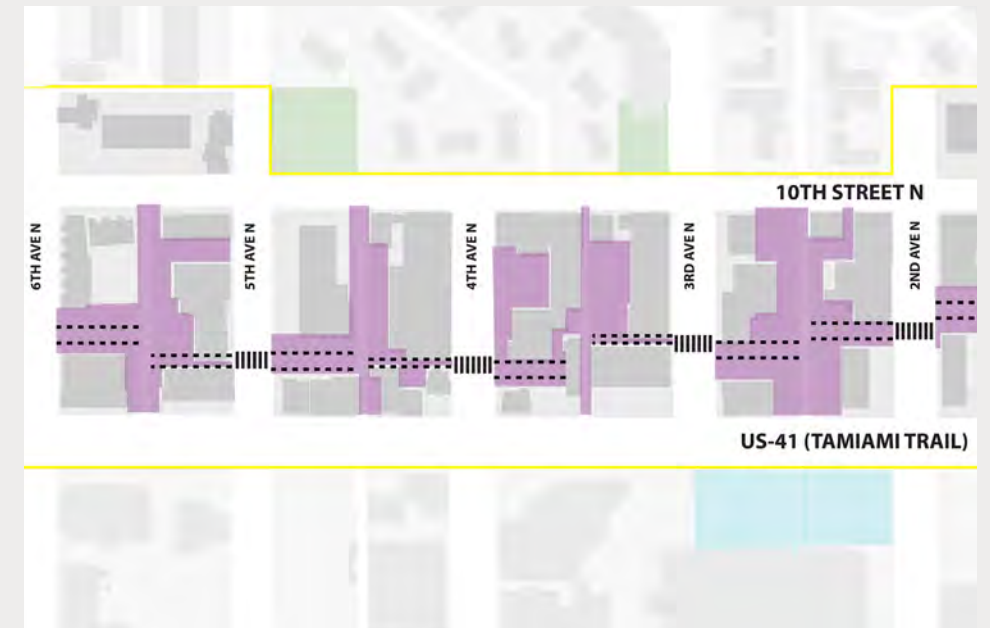 10TH STREET N
6TH AVE N
5TH AVE N
4TH AVE N
3RD AVE N
2ND AVE N
US-41 (TAMIAMI TRAIL)